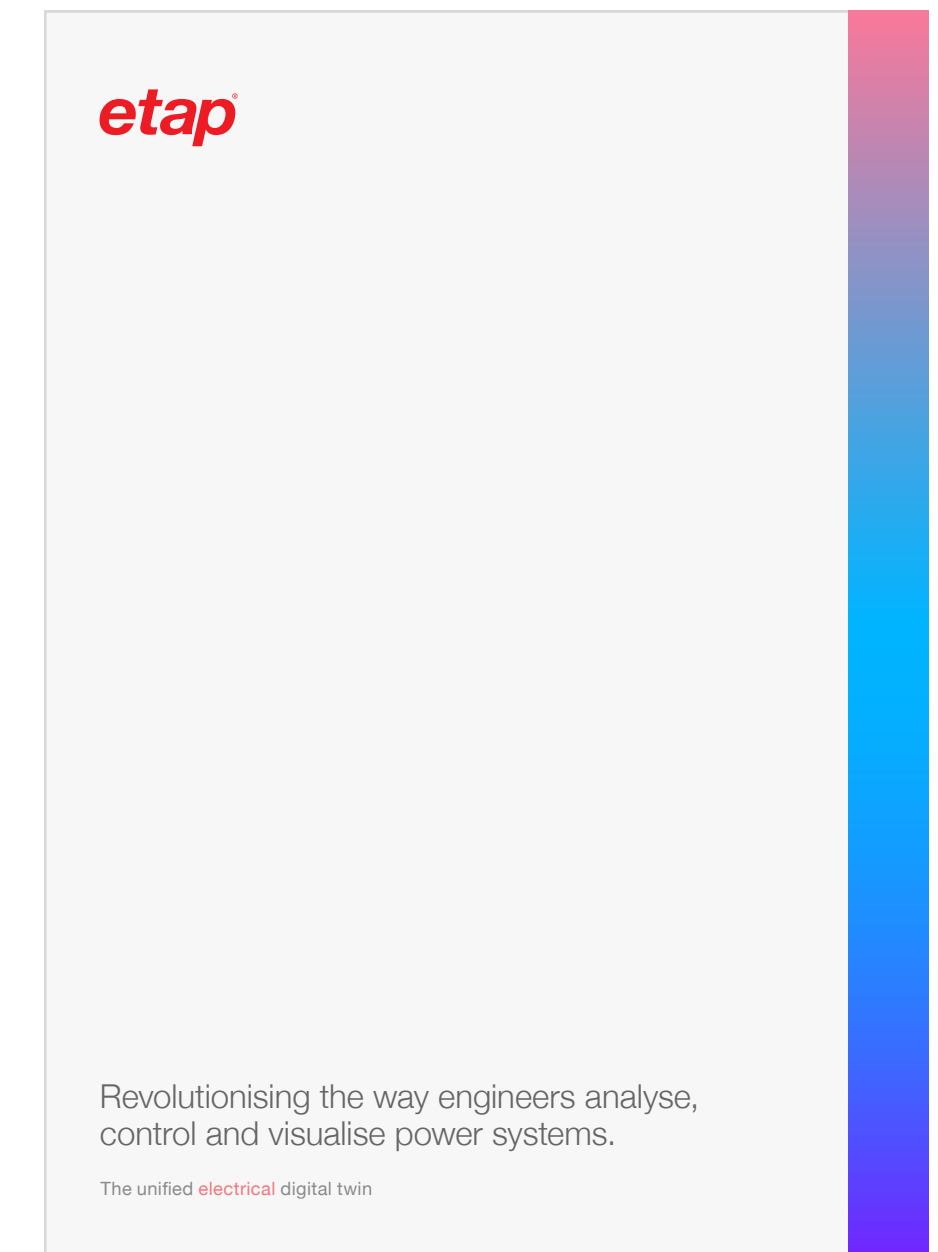 etap®
Revolutionising the way engineers analyse,
control and visualise power systems.
The unified electrical digital twin